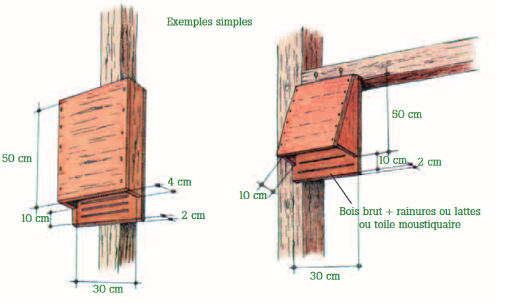 Exemples simples
50 cm
4 cm
10 cm
2 cm
30 cm
50 cm
10 cm
2 cm
10 cm
Bois brut + rainures ou lattes
ou toile moustiquaire
30 cm